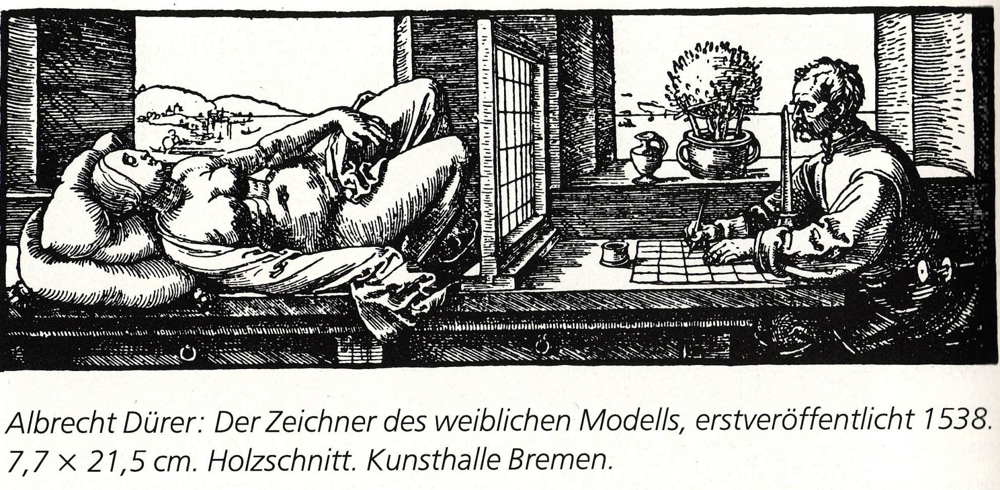 Albrecht Dürer: Der Zeichner des weiblichen Modells, erstveröffentlicht 1538.
7,7 × 21,5 cm. Holzschnitt. Kunsthalle Bremen.